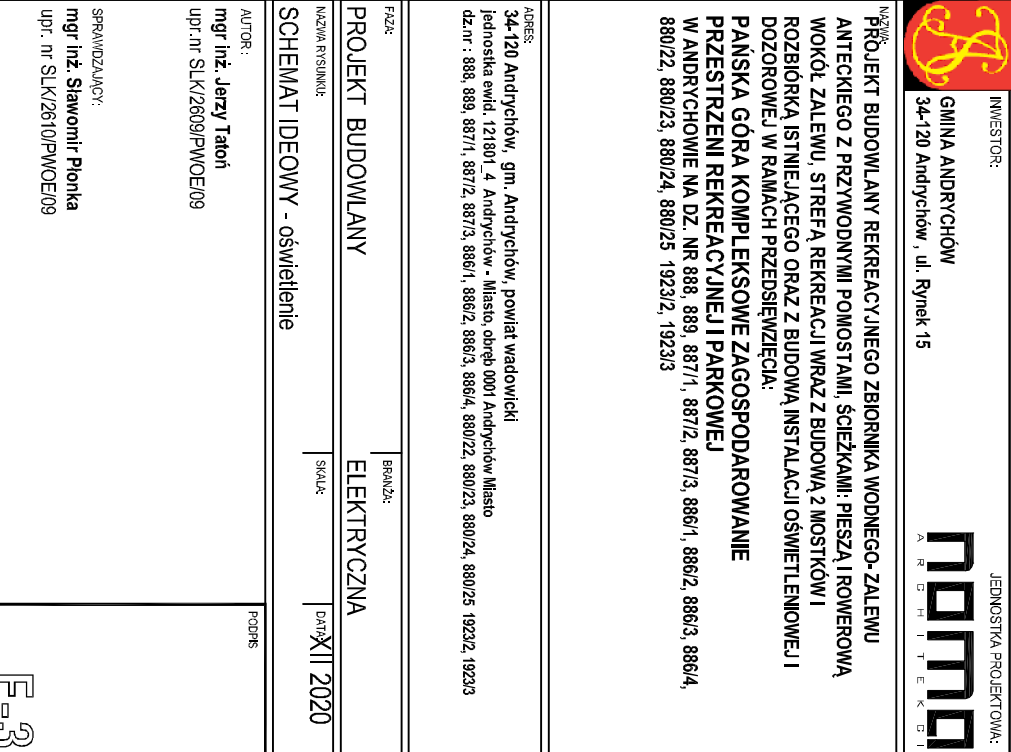 INWESTOR:
GMINA ANDRYCHÓW
34-120 Andrychów , ul. Rynek 15
JEDNOSTKA PROJEKTOWA:
noma
ARCHITEKCI
NAZWA:
PROJEKT BUDOWLANY REKREACYJNEGO ZBIORNIKA WODNEGO- ZALEWU
ANTECKIEGO Z PRZYWODNYMI POMOSTAMI, ŚCIEŻKAMI: PIESZĄ I ROWEROWĄ
WOKÓŁ ZALEWU, STREFĄ REKREACJI WRAZ Z BUDOWĄ 2 MOSTKÓW I
ROZBIÓRKĄ ISTNIEJĄCEGO ORAZ Z BUDOWĄ INSTALACJI OŚWIETLENIOWEJ I
DOZOROWEJ W RAMACH PRZEDSIĘWZIĘCIA:
PAŃSKA GÓRA KOMPLEKSOWE ZAGOSPODAROWANIE
PRZESTRZENI REKREACYJNEJ I PARKOWEJ
W ANDRYCHOWIE NA DZ. NR 888, 889, 887/1, 887/2, 887/3, 886/1, 886/2, 886/3, 886/4,
880/22, 880/23, 880/24, 880/25 1923/2, 1923/3
ADRES:
34-120 Andrychów, gm. Andrychów, powiat wadowicki
jednostka ewid. 121801_4 Andrychów - Miasto, obręb 0001 Andrychów Miasto
dz.nr : 888, 889, 887/1, 887/2, 887/3, 886/1, 886/2, 886/3, 886/4, 880/22, 880/23, 880/24, 880/25 1923/2, 1923/3
FAZA:
PROJEKT BUDOWLANY
BRANŻA:
ELEKTRYCZNA
NAZWA RYSUNKU:
SCHEMAT IDEOWY - oświetlenie
SKALA:
DATA:
XII 2020
AUTOR :
mgr inż. Jerzy Tatoń
upr.nr SLK/2609/PWOE/09
SPRAWDZAJĄCY:
mgr inż. Sławomir Płonka
upr. nr SLK/2610/PWOE/09
PODPIS
E-3